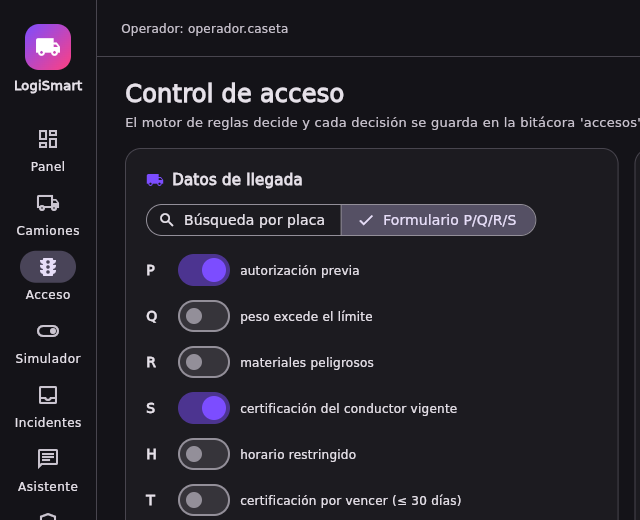 Operador: operador.caseta
LogiSmart
Panel
Camiones
Acceso
Simulador
Incidentes
Asistente
Control de acceso
El motor de reglas decide y cada decisión se guarda en la bitácora 'accesos'
Datos de llegada
Búsqueda por placa
Formulario P/Q/R/S
P autorización previa
Q peso excede el límite
R materiales peligrosos
S certificación del conductor vigente
H horario restringido
T certificación por vencer (≤ 30 días)